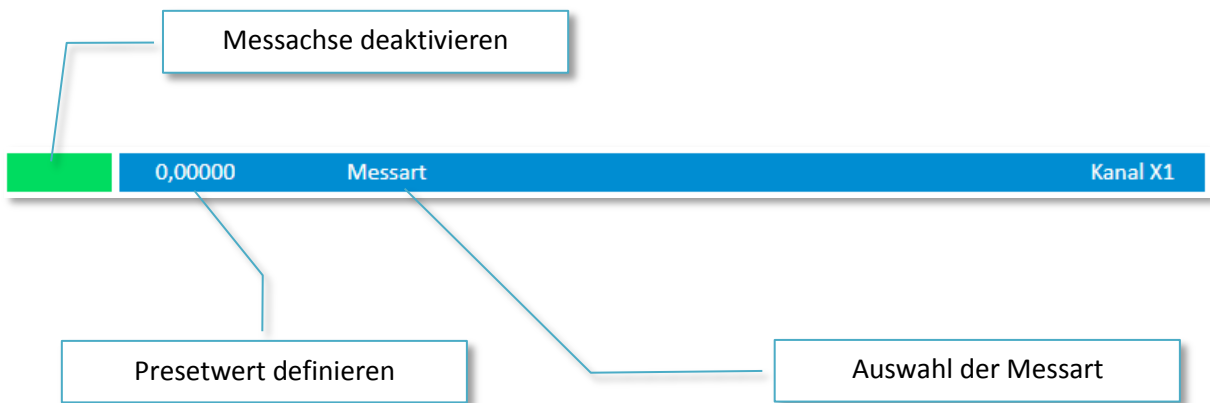 Messachse deaktivieren
0,00000 Messart Kanal X1
Presetwert definieren
Auswahl der Messart